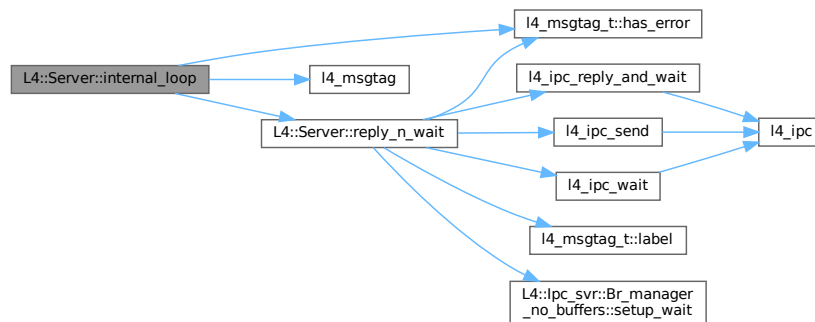 L4::Server::internal_loop
l4_msgtag_t::has_error
l4_msgtag
L4::Server::reply_n_wait
l4_ipc_reply_and_wait
l4_ipc_send
l4_ipc
l4_ipc_wait
l4_msgtag_t::label
L4::Ipc_svr::Br_manager
_no_buffers::setup_wait